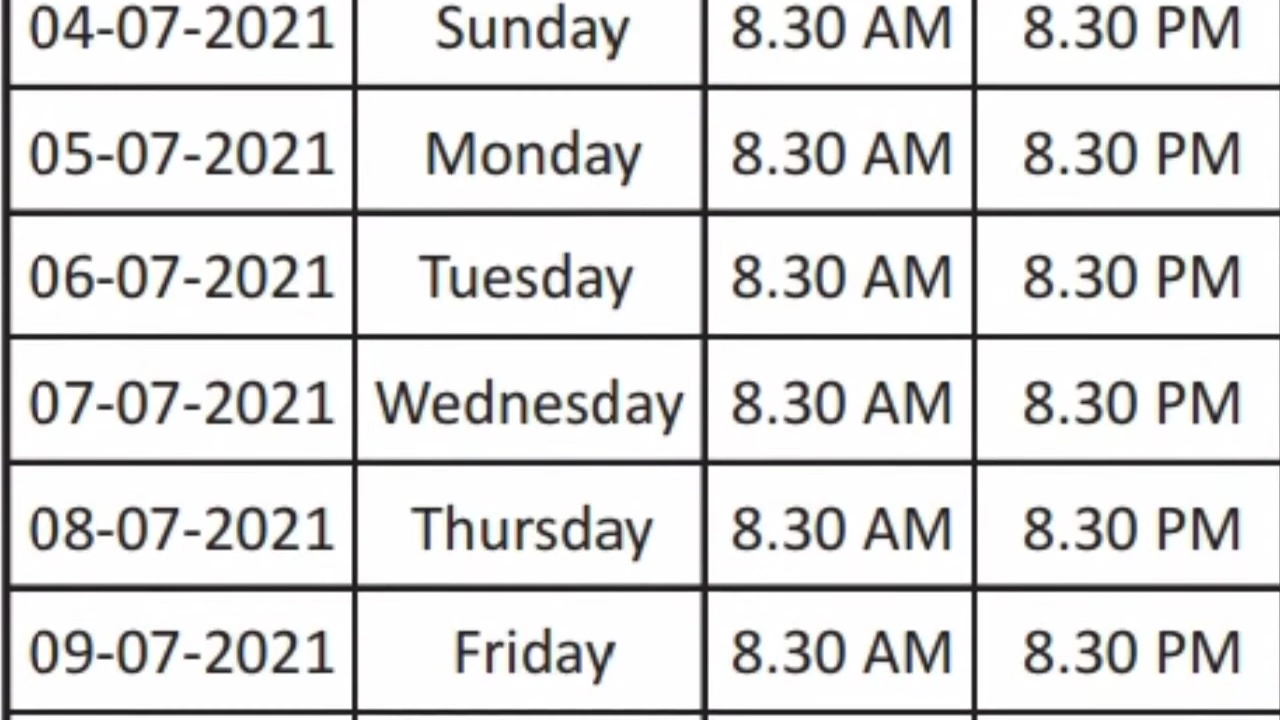 04-07-2021 Sunday 8.30 AM 8.30 PM
05-07-2021 Monday 8.30 AM 8.30 PM
06-07-2021 Tuesday 8.30 AM 8.30 PM
07-07-2021 Wednesday 8.30 AM 8.30 PM
08-07-2021 Thursday 8.30 AM 8.30 PM
09-07-2021 Friday 8.30 AM 8.30 PM